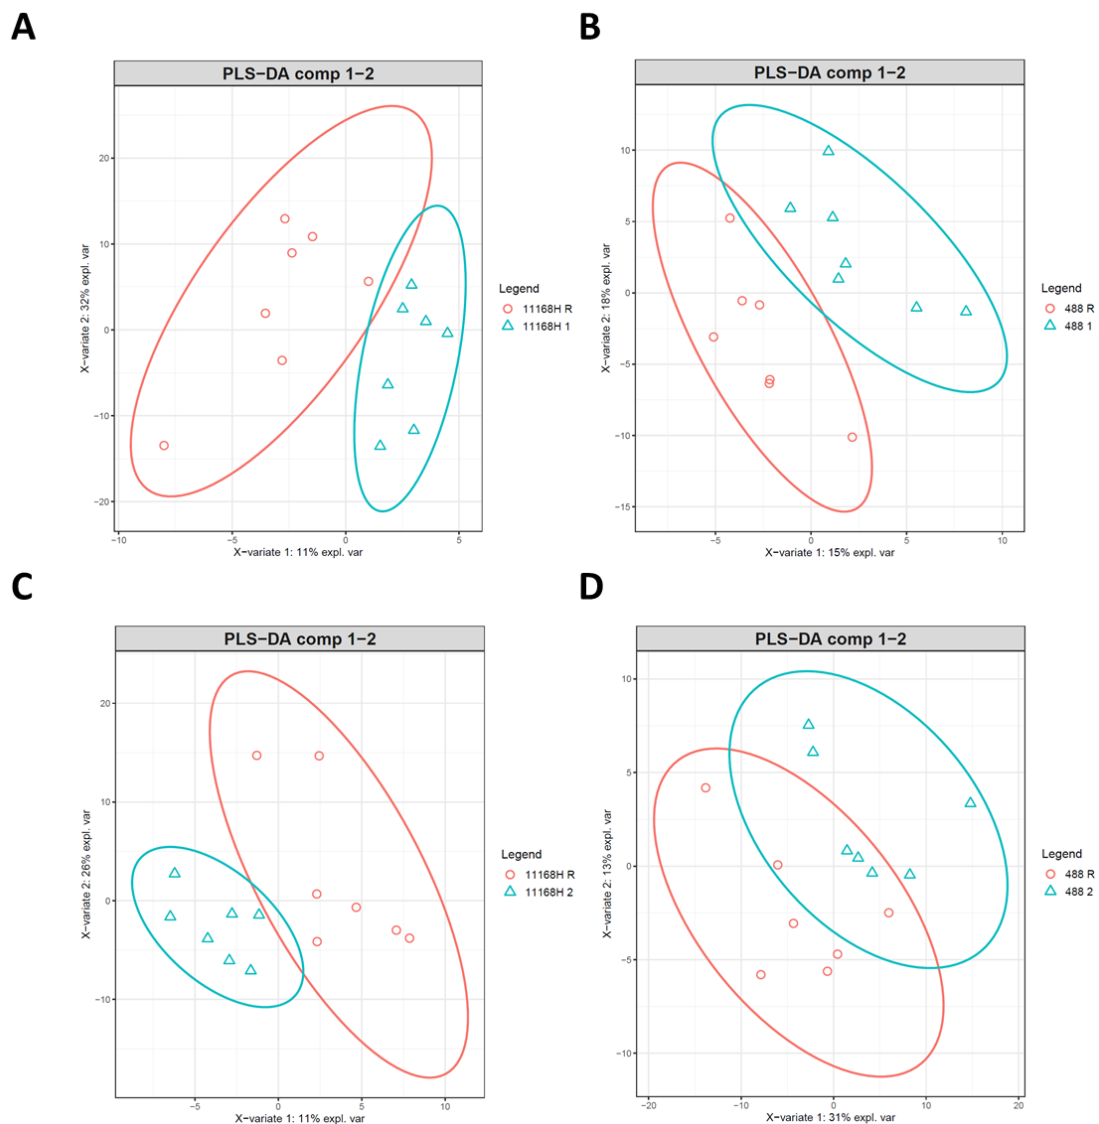 A
PLS−DA comp 1−2
20
10
0
−10
−20
−10
−5
0
5
X−variate 2: 32% expl. var
X−variate 1: 11% expl. var
Legend
11168H R
11168H 1
B
PLS−DA comp 1−2
10
5
0
−5
−10
−15
−5
0
5
10
X−variate 2: 18% expl. var
X−variate 1: 15% expl. var
Legend
488 R
488 1
C
PLS−DA comp 1−2
20
10
0
−10
−5
0
5
10
X−variate 2: 26% expl. var
X−variate 1: 11% expl. var
Legend
11168H R
11168H 2
D
PLS−DA comp 1−2
10
5
0
−5
−10
−20
−10
0
10
20
X−variate 2: 13% expl. var
X−variate 1: 31% expl. var
Legend
488 R
488 2